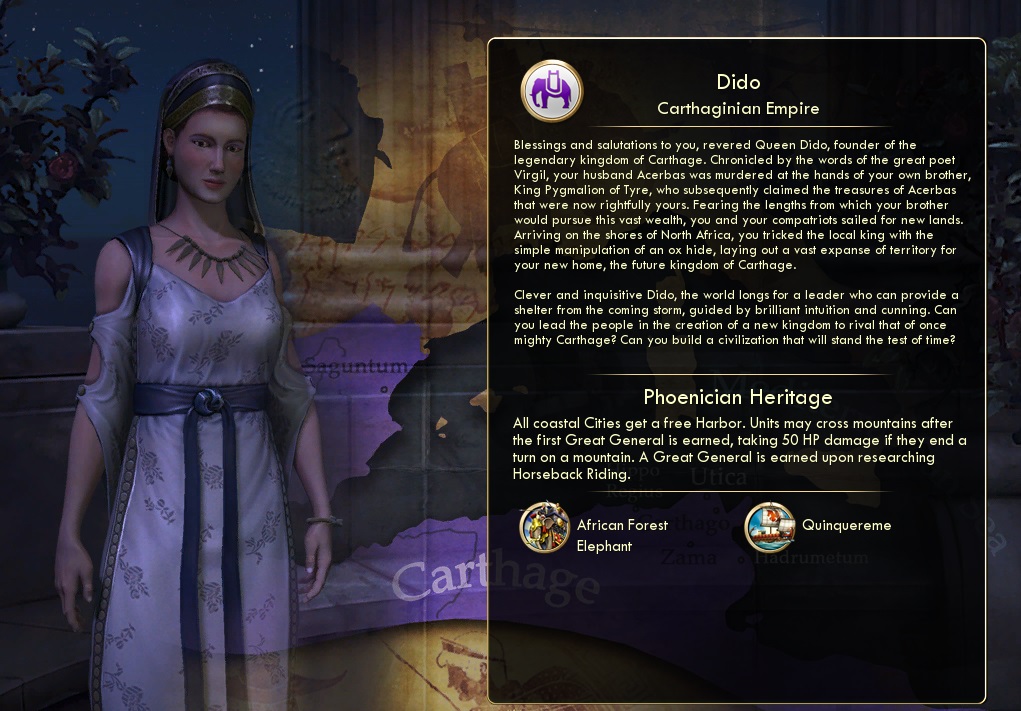 Dido
Carthaginian Empire
Blessings and salutations to you, revered Queen Dido, founder of the
legendary kingdom of Carthage. Chronicled by the words of the great poet
Virgil, your husband Acerbas was murdered at the hands of your own brother,
King Pygmalion of Tyre, who subsequently claimed the treasures of Acerbas
that were now rightfully yours. Fearing the lengths from which your brother
would pursue this vast wealth, you and your compatriots sailed for new lands.
Arriving on the shores of North Africa, you tricked the local king with the
simple manipulation of an ox hide, laying out a vast expanse of territory for
your new home, the future kingdom of Carthage.
Clever and inquisitive Dido, the world longs for a leader who can provide a
shelter from the coming storm, guided by brilliant intuition and cunning. Can
you lead the people in the creation of a new kingdom to rival that of once
mighty Carthage? Can you build a civilization that will stand the test of time?
Phoenician Heritage
All coastal Cities get a free Harbor. Units may cross mountains after
the first Great General is earned, taking 50 HP damage if they end a
turn on a mountain. A Great General is earned upon researching
Horseback Riding.
African Forest
Elephant
Quinquereme
Saguntum
Hippo
Regius
Utica
Carthago
Zama
Hadrumetum
Carthage